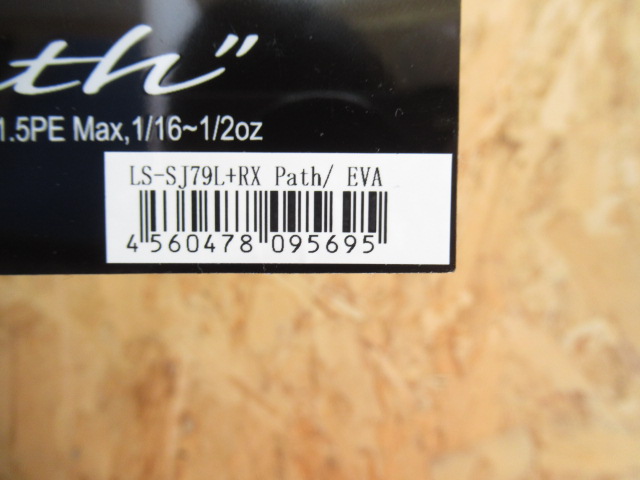 th"
1.5PE Max,1/16~1/2oz
LS-SJ79L+RX Path/ EVA
4 560478 095695